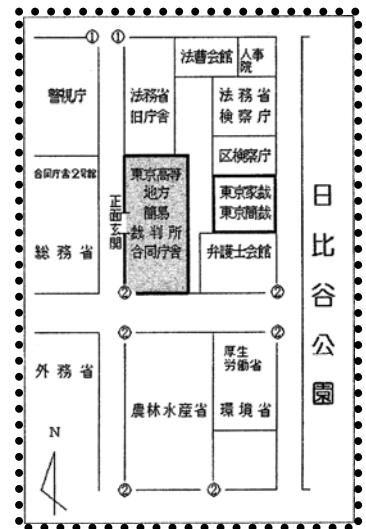 ① ①
法曹会館
人事
院
警視庁
法務省
旧庁舎
法務省
検察庁
区検察庁
合同庁舎2号館
総務省
正面玄関
東京高等
地方
簡易
裁判所
合同庁舎
東京家裁
東京簡裁
弁護士会館
② ②
② ②
外務省
農林水産省
厚生
労働省
環境省
② ②
N
日比谷公園